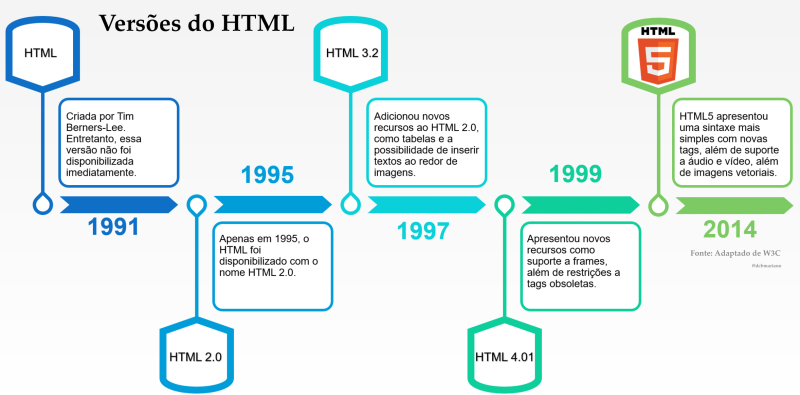 Versões do HTML
HTML
Criada por Tim
Berners-Lee.
Entretanto, essa
versão não foi
disponibilizada
imediatamente.
1991
1995
Apenas em 1995, o
HTML foi
disponibilizado com o
nome HTML 2.0.
HTML 2.0
HTML 3.2
Adicionou novos
recursos ao HTML 2.0,
como tabelas e a
possibilidade de inserir
textos ao redor de
imagens.
1997
1999
Apresentou novos
recursos como
suporte a frames,
além de restrições a
tags obsoletas.
HTML 4.01
HTML
5
HTML5 apresentou
uma sintaxe mais
simples com novas
tags, além de suporte
a áudio e vídeo, além
de imagens vetoriais.
2014
Fonte: Adaptado de W3C